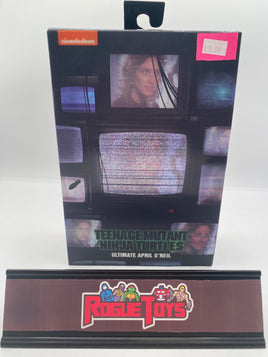 nickelodeon
TEENAGE MUTANT
NINJA TURTLES
ULTIMATE APRIL O'NEIL
ROGUE TOYS